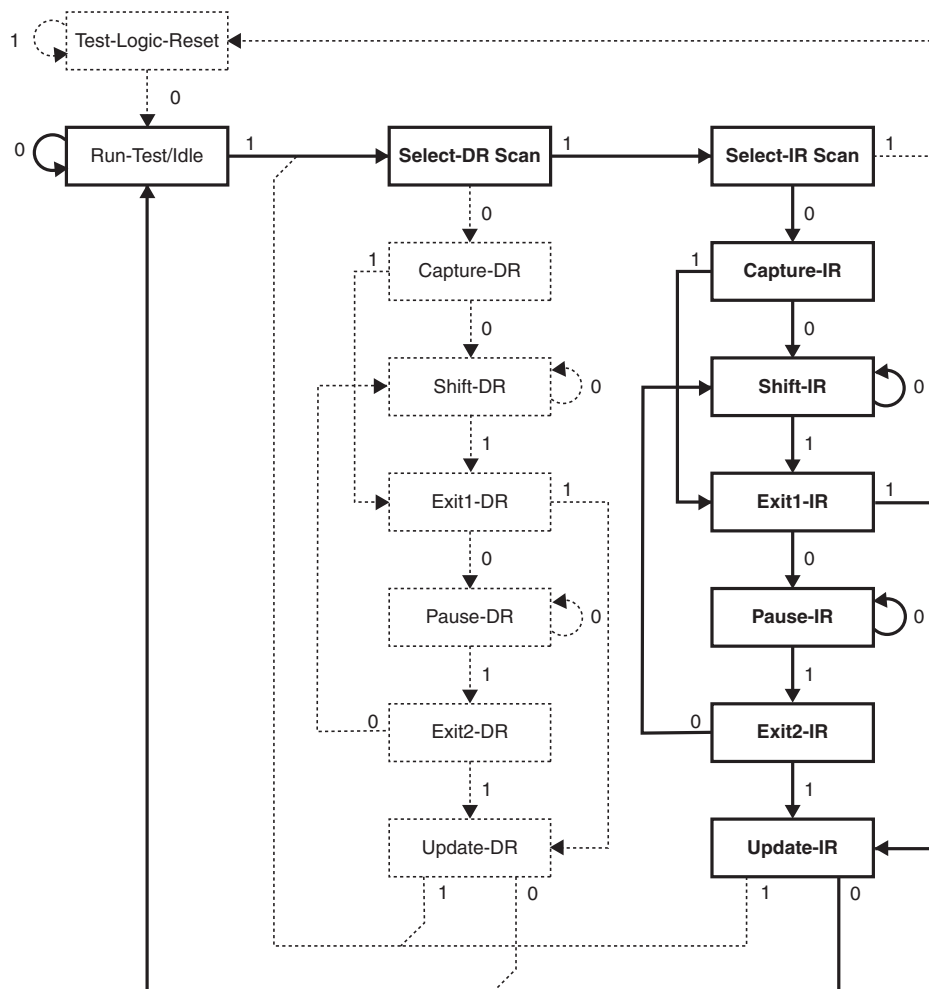 1
Test-Logic-Reset
0
0
Run-Test/Idle
1
Select-DR Scan
1
Select-IR Scan
1
0
0
1
Capture-DR
1
Capture-IR
0
0
Shift-DR
0
Shift-IR
0
1
1
Exit1-DR
1
Exit1-IR
1
0
0
Pause-DR
0
Pause-IR
0
1
1
0
Exit2-DR
0
Exit2-IR
1
1
Update-DR
Update-IR
1
0
1
0